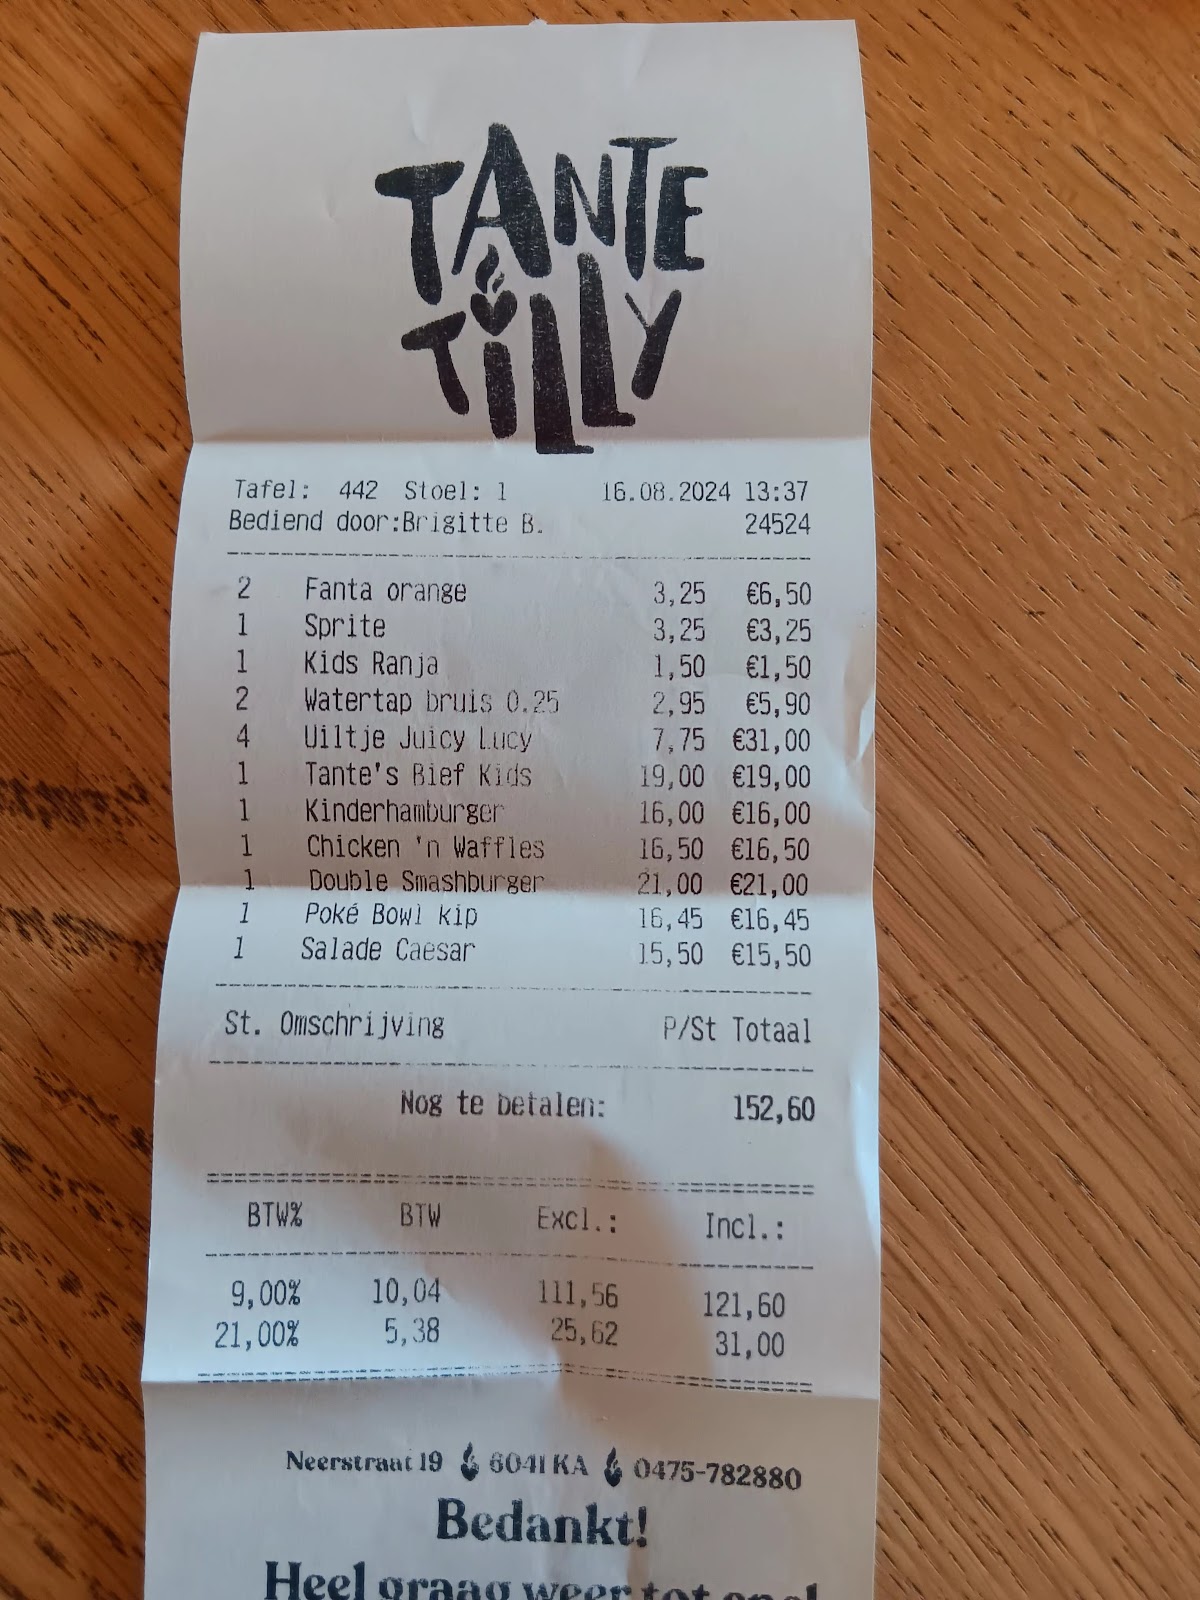 TANTE
TILLY
Tafel: 442 Stoel: 1 16.08.2024 13:37
Bediend door:Brigitte B. 24524
2 Fanta orange 3,25 €6,50
1 Sprite 3,25 €3,25
1 Kids Ranja 1,50 €1,50
2 Watertap bruis 0.25 2,95 €5,90
4 Uiltje Juicy Lucy 7,75 €31,00
1 Tante's Bief Kids 19,00 €19,00
1 Kinderhamburger 16,00 €16,00
1 Chicken 'n Waffles 16,50 €16,50
1 Double Smashburger 21,00 €21,00
1 Poké Bowl kip 16,45 €16,45
1 Salade Caesar 15,50 €15,50
St. Omschrijving P/St Totaal
Nog te betalen: 152,60
BTW% BTW Excl.: Incl.:
9,00% 10,04 111,56 121,60
21,00% 5,38 25,62 31,00
Neerstraat 19 6041 KA 0475-782880
Bedankt!
Heel graag weer tot ons!